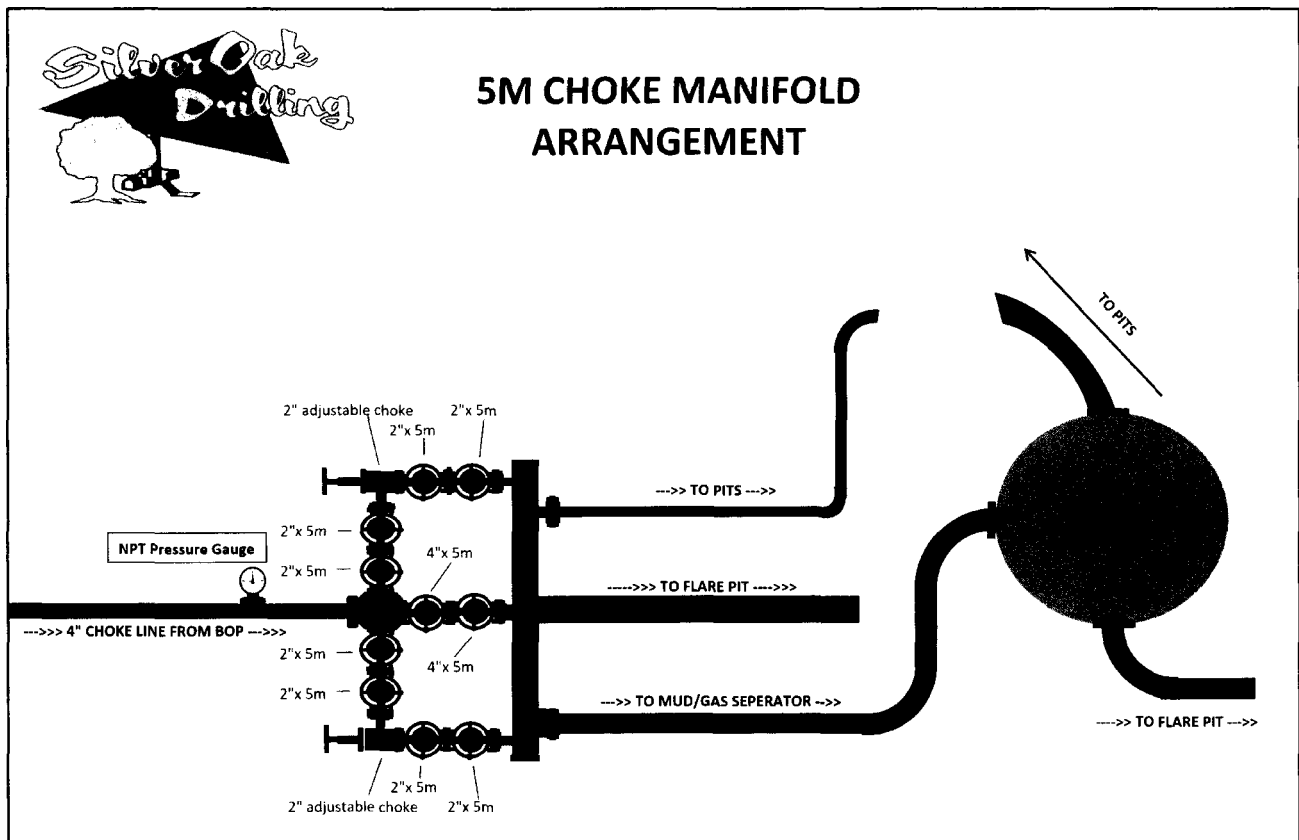 Silver Oak
Drilling
5M CHOKE MANIFOLD
ARRANGEMENT
TO PITS
2" adjustable choke
2"x 5m
2"x 5m
--->> TO PITS --->>
2"x 5m
NPT Pressure Gauge
4"x 5m
2"x 5m
----->>> TO FLARE PIT ---->>>
--->>> 4" CHOKE LINE FROM BOP --->>>
2"x 5m
4"x 5m
2"x 5m
--->> TO MUD/GAS SEPERATOR -->>
---->> TO FLARE PIT --->>
2"x 5m
2" adjustable choke
2"x 5m